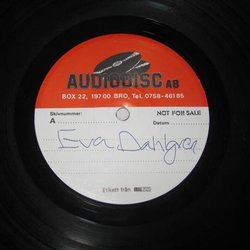 AUDIODISC AB
BOX 22, 197 00 BRO, Tel. 0758-461 85
Skivnummer: NOT FOR SALE
A Datum
Eva Dahlgren
Etikett från